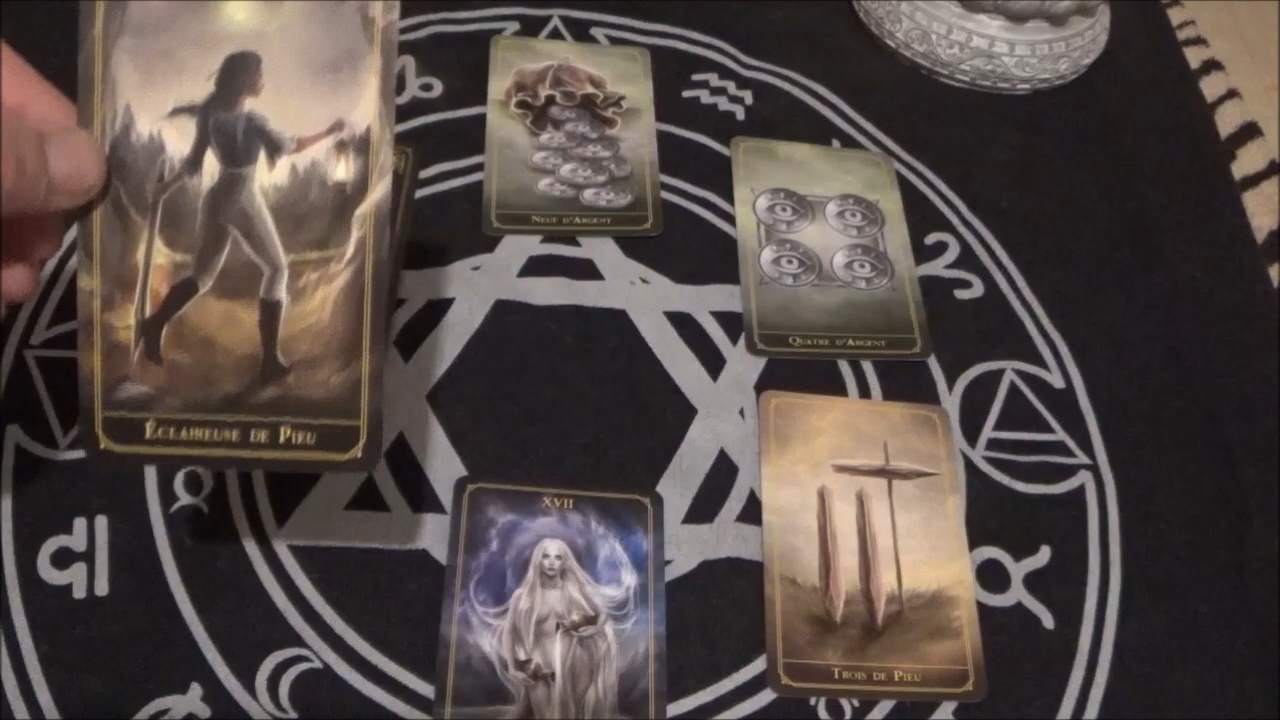 Éclaireuse de Pieu
Neuf d'Argent
Quatre d'Argent
XVII
Trois de Pieu